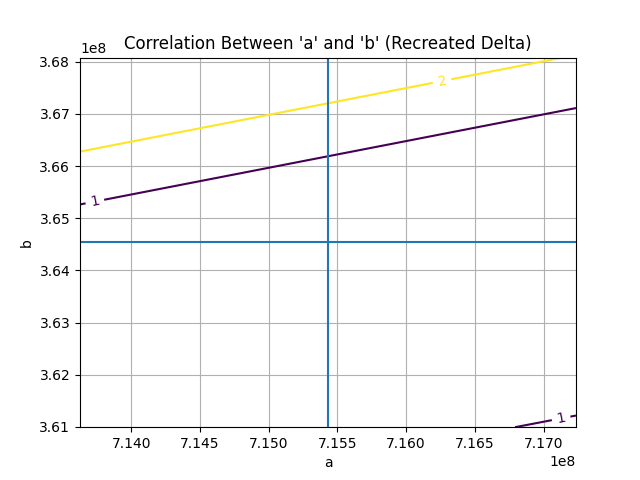 Correlation Between 'a' and 'b' (Recreated Delta)
1e8
3.68
3.67
3.66
3.65
3.64
3.63
3.62
3.61
b
2
1
1
7.140 7.145 7.150 7.155 7.160 7.165 7.170
a
1e8